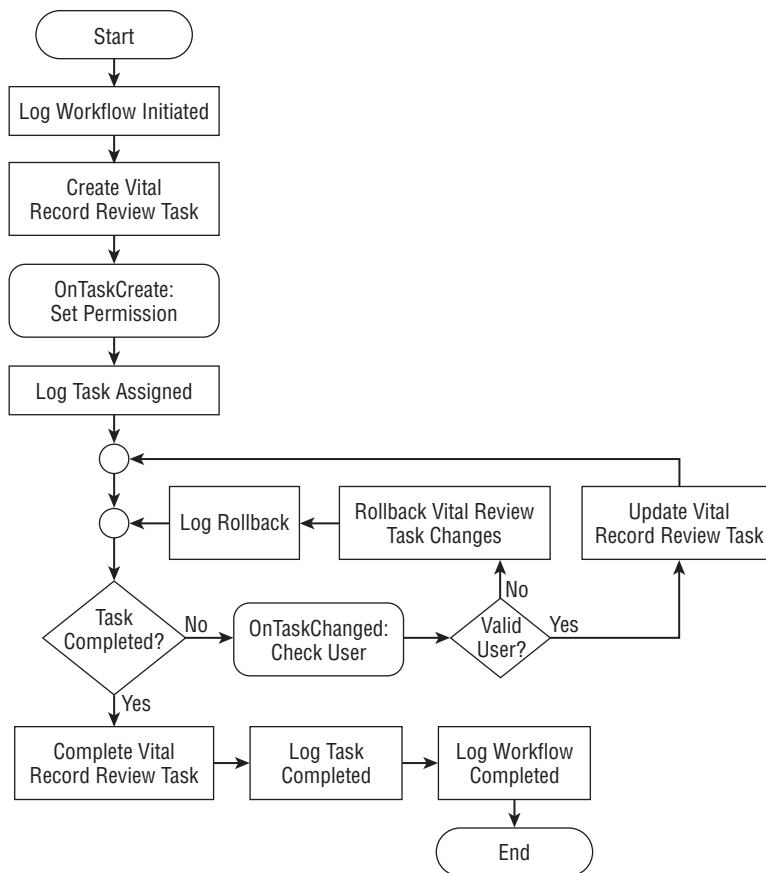 Start
Log Workflow Initiated
Create Vital
Record Review Task
OnTaskCreate:
Set Permission
Log Task Assigned
Log Rollback
Rollback Vital Review
Task Changes
Update Vital
Record Review Task
No
Task
Completed?
No
OnTaskChanged:
Check User
Valid
User?
Yes
Yes
Complete Vital
Record Review Task
Log Task
Completed
Log Workflow
Completed
End